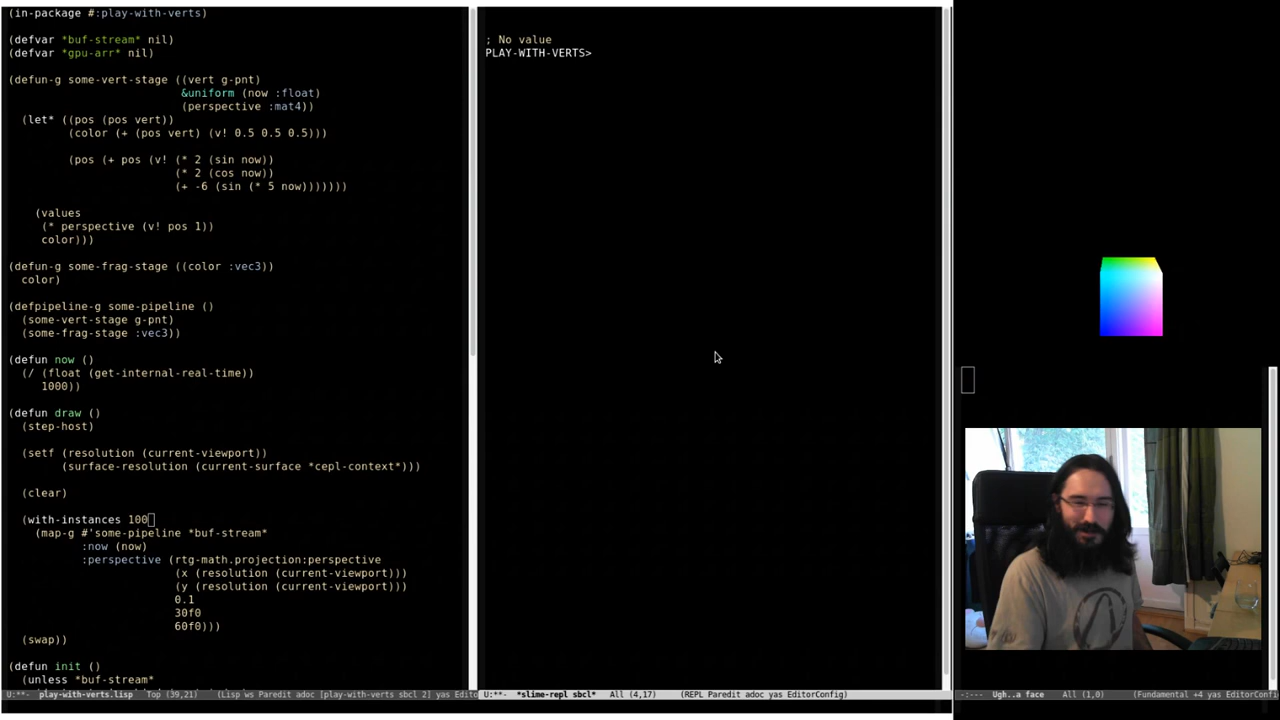 (in-package #:play-with-verts)
(defvar *buf-stream* nil)
(defvar *gpu-arr* nil)
(defun-g some-vert-stage ((vert g-pnt)
&uniform (now :float)
(perspective :mat4))
(let* ((pos (pos vert))
(color (+ (pos vert) (v! 0.5 0.5 0.5)))
(pos (+ pos (v! (* 2 (sin now))
(* 2 (cos now))
(+ -6 (sin (* 5 now)))))))
(values
(* perspective (v! pos 1))
color)))
(defun-g some-frag-stage ((color :vec3))
color)
(defpipeline-g some-pipeline ()
(some-vert-stage g-pnt)
(some-frag-stage :vec3))
(defun now ()
(/ (float (get-internal-real-time))
1000))
(defun draw ()
(step-host)
(setf (resolution (current-viewport))
(surface-resolution (current-surface *cepl-context*)))
(clear)
(with-instances 100
(map-g #'some-pipeline *buf-stream*
:now (now)
:perspective (rtg-math.projection:perspective
(x (resolution (current-viewport)))
(y (resolution (current-viewport)))
0.1
30f0
60f0)))
(swap))
(defun init ()
(unless *buf-stream*
U:**- play-with-verts.lisp Top (39,21) (Lisp ws Paredit adoc [play-with-verts sbcl 2] yas Edito
; No value
PLAY-WITH-VERTS>
U:**- *slime-repl sbcl* All (4,17) (REPL Paredit adoc yas EditorConfig)
-:--- Ugh..a face All (1,0) (Fundamental +4 yas EditorConfi